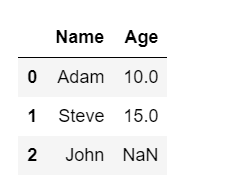 Name Age
0 Adam 10.0
1 Steve 15.0
2 John NaN